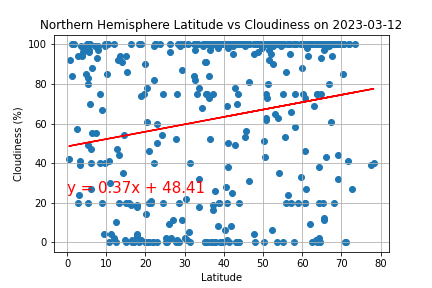 Northern Hemisphere Latitude vs Cloudiness on 2023-03-12
Cloudiness (%)
100
80
60
40
20
0
y = 0.37x + 48.41
0 10 20 30 40 50 60 70 80
Latitude